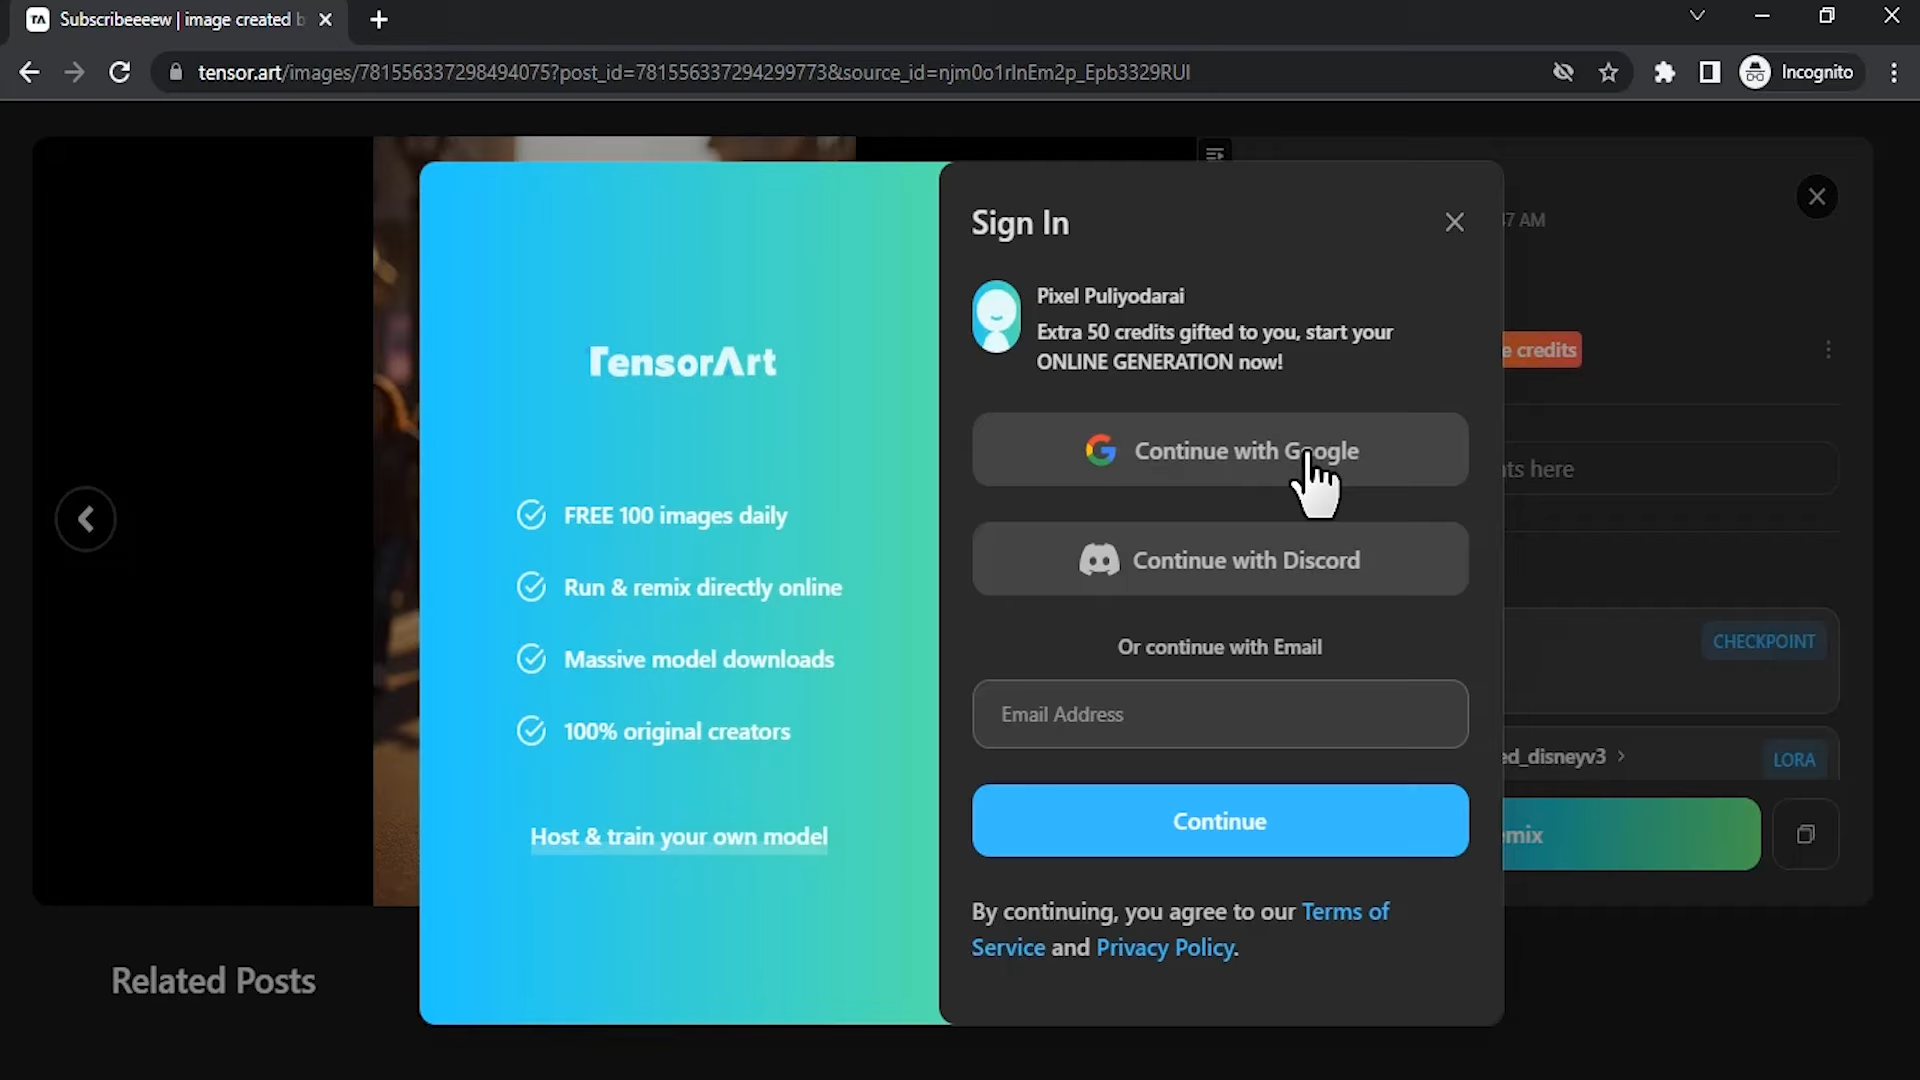 Subscribeeeew | image created b
tensor.art/images/781556337298494075?post_id=781556337294299773&source_id=njm0o1rlnEm2p_Epb3329RUI
Incognito
TensorArt
FREE 100 images daily
Run & remix directly online
Massive model downloads
100% original creators
Host & train your own model
Sign In
Pixel Puliyodarai
Extra 50 credits gifted to you, start your
ONLINE GENERATION now!
Continue with Google
Continue with Discord
Or continue with Email
Email Address
Continue
By continuing, you agree to our Terms of
Service and Privacy Policy.
7 AM
e credits
ts here
CHECKPOINT
ed_disneyv3 >
LORA
mix
Related Posts